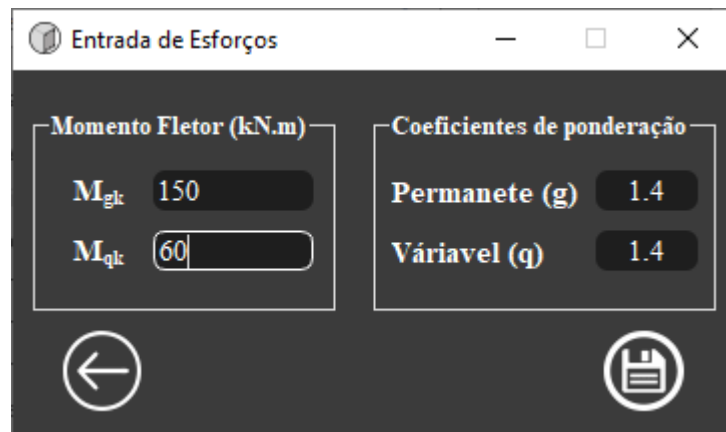 Entrada de Esforços
Momento Fletor (kN.m)
Mgk 150
Mqk 60
Coeficientes de ponderação
Permanete (g) 1.4
Váriavel (q) 1.4